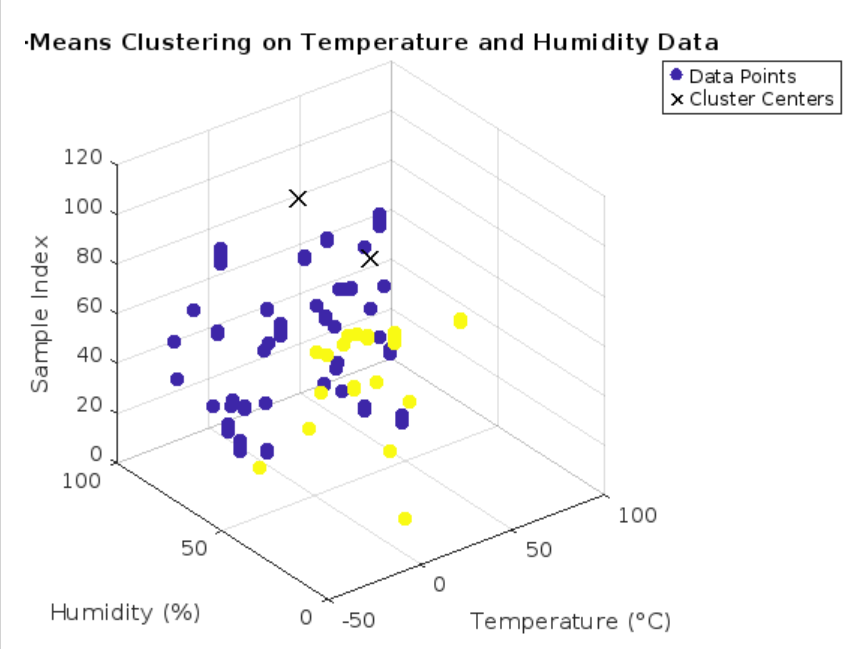 ·Means Clustering on Temperature and Humidity Data
Data Points
Cluster Centers
120
100
80
60
40
20
0
Sample Index
100
50
0
Humidity (%)
-50
0
50
100
Temperature (°C)